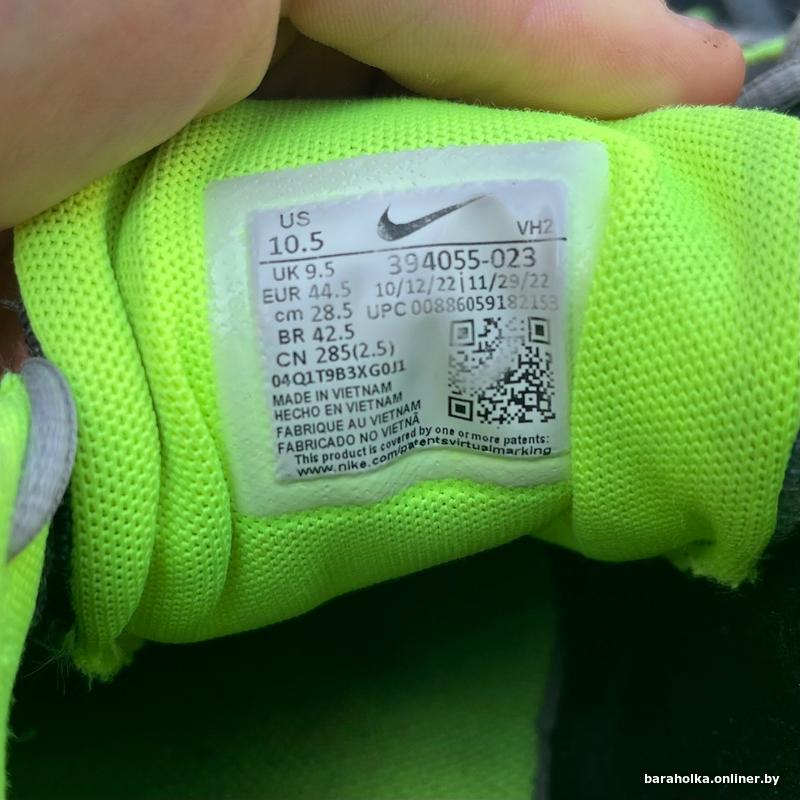 US
10.5
VH2
UK 9.5
394055-023
EUR 44.5
10/12/22|11/29/22
cm 28.5
UPC 00886059182153
BR 42.5
CN 285(2.5)
04Q1T9B3XG0J1
MADE IN VIETNAM
HECHO EN VIETNAM
FABRIQUE AU VIETNAM
FABRICADO NO VIETNÃ
This product is covered by one or more patents:
www.nike.com/patentsvirtualmarking
baraholka.onliner.by